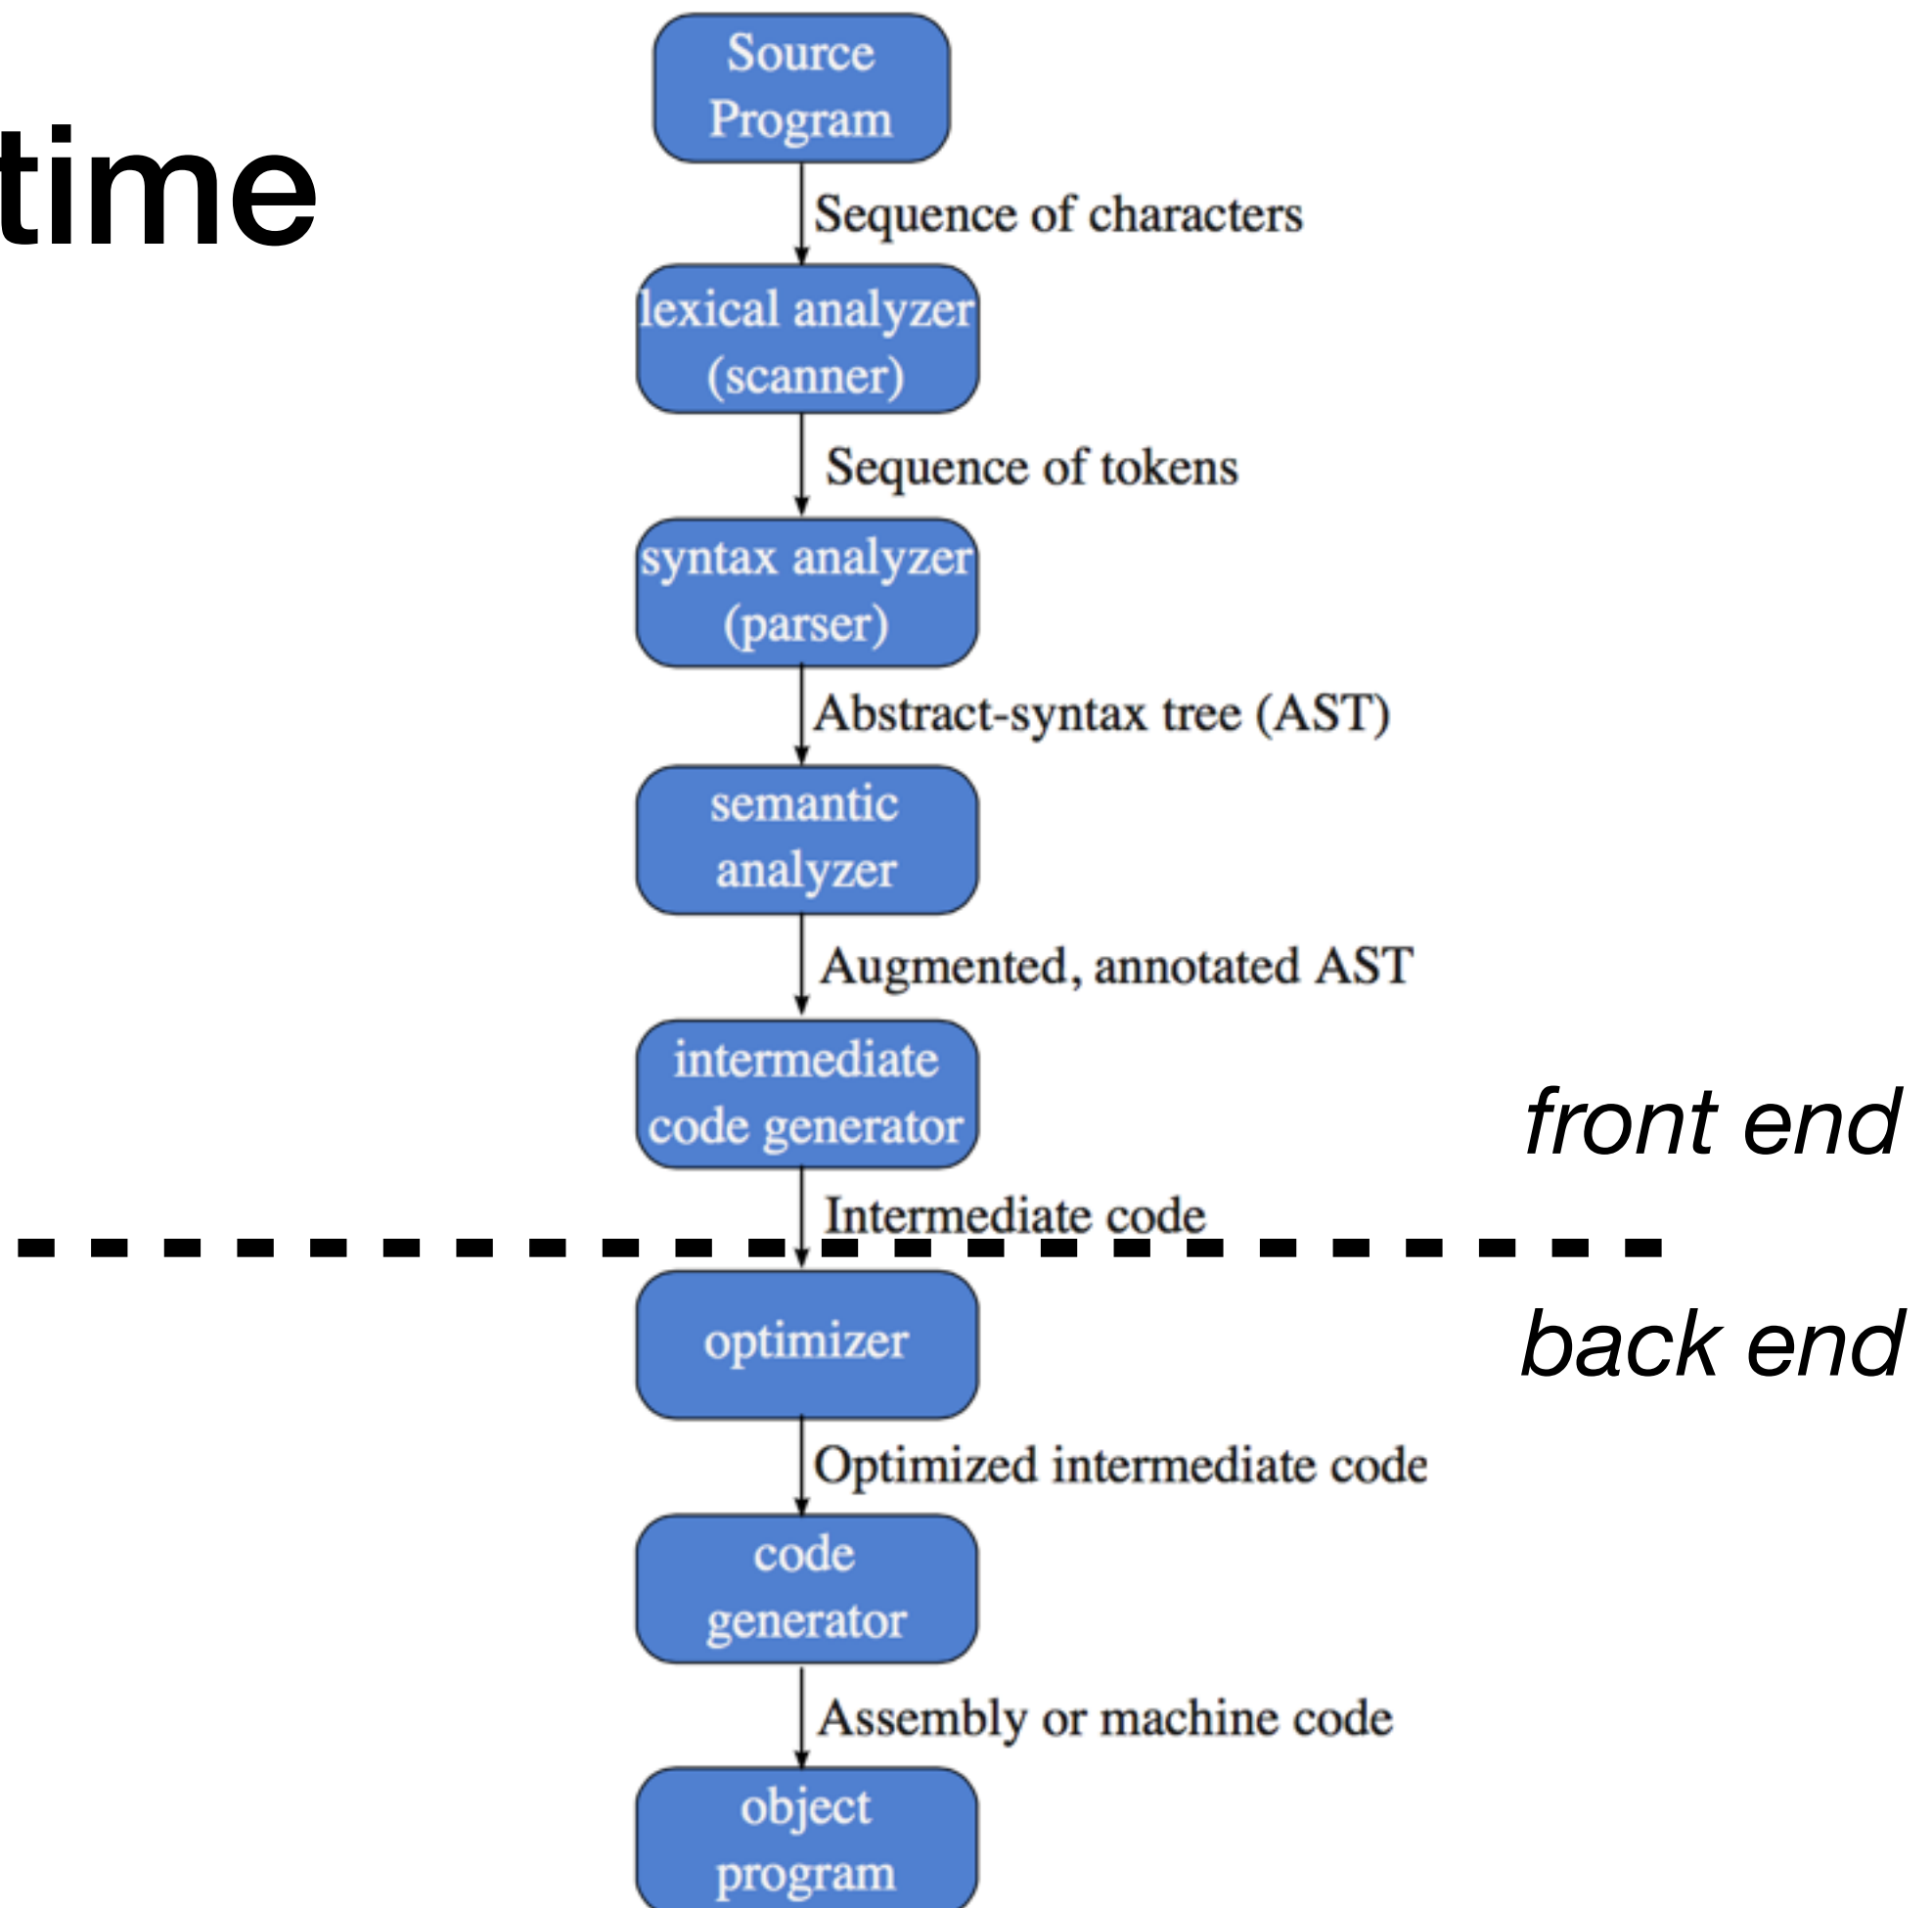 time
Source
Program
Sequence of characters
lexical analyzer
(scanner)
Sequence of tokens
syntax analyzer
(parser)
Abstract-syntax tree (AST)
semantic
analyzer
Augmented, annotated AST
intermediate
code generator
front end
Intermediate code
optimizer
back end
Optimized intermediate code
code
generator
Assembly or machine code
object
program